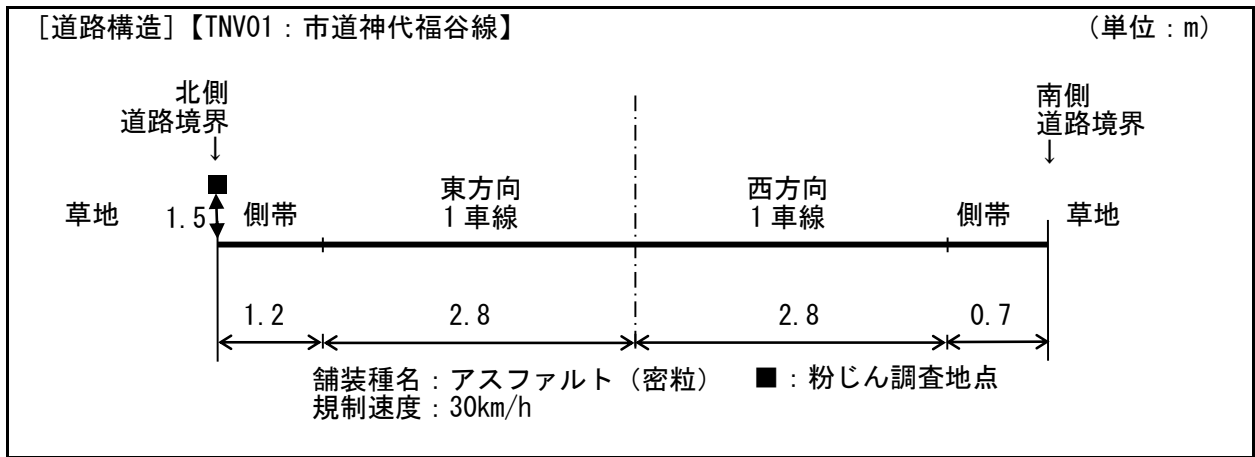 [道路構造]【TNV01：市道神代福谷線】 （単位：m）
北側
道路境界
↓
南側
道路境界
↓
草地 1.5 側帯 東方向
1車線 西方向
1車線 側帯 草地
1.2 2.8 2.8 0.7
舗装種名：アスファルト（密粒） ■：粉じん調査地点
規制速度：30km/h